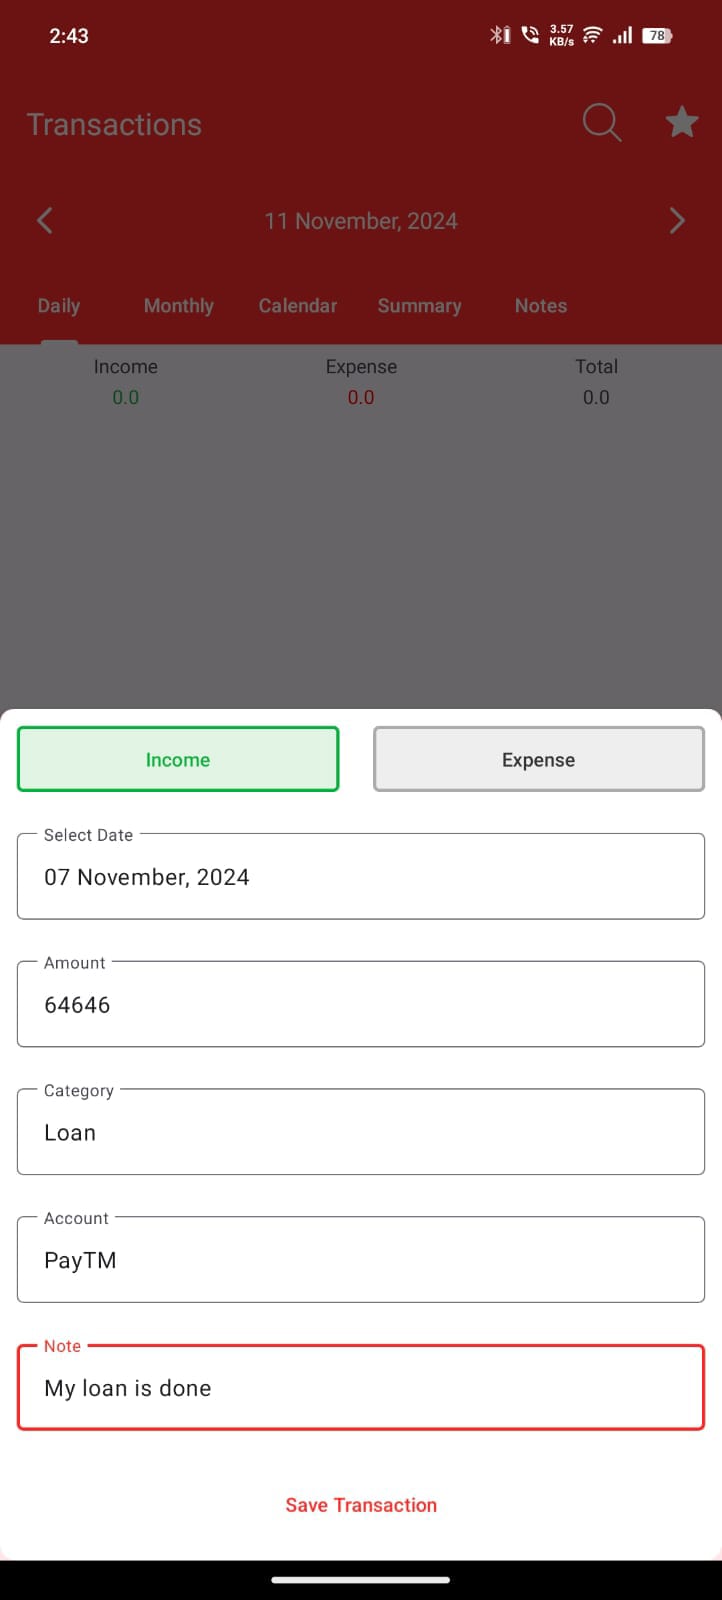 2:43
3.57
KB/s
78
Transactions
11 November, 2024
Daily Monthly Calendar Summary Notes
Income Expense Total
0.0 0.0 0.0
Income Expense
Select Date
07 November, 2024
Amount
64646
Category
Loan
Account
PayTM
Note
My loan is done
Save Transaction